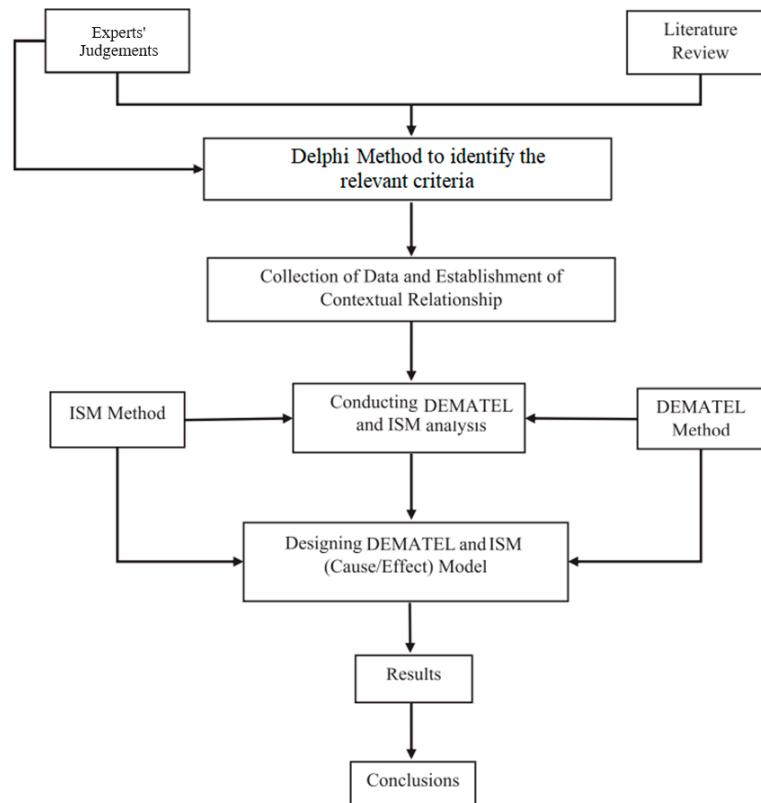 Experts'
Judgements
Literature
Review
Delphi Method to identify the
relevant criteria
Collection of Data and Establishment of
Contextual Relationship
ISM Method
Conducting DEMATEL
and ISM analysis
DEMATEL
Method
Designing DEMATEL and ISM
(Cause/Effect) Model
Results
Conclusions